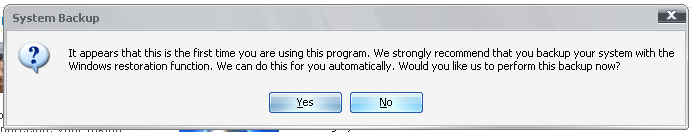 System Backup
It appears that this is the first time you are using this program. We strongly recommend that you backup your system with the
Windows restoration function. We can do this for you automatically. Would you like us to perform this backup now?
Yes No